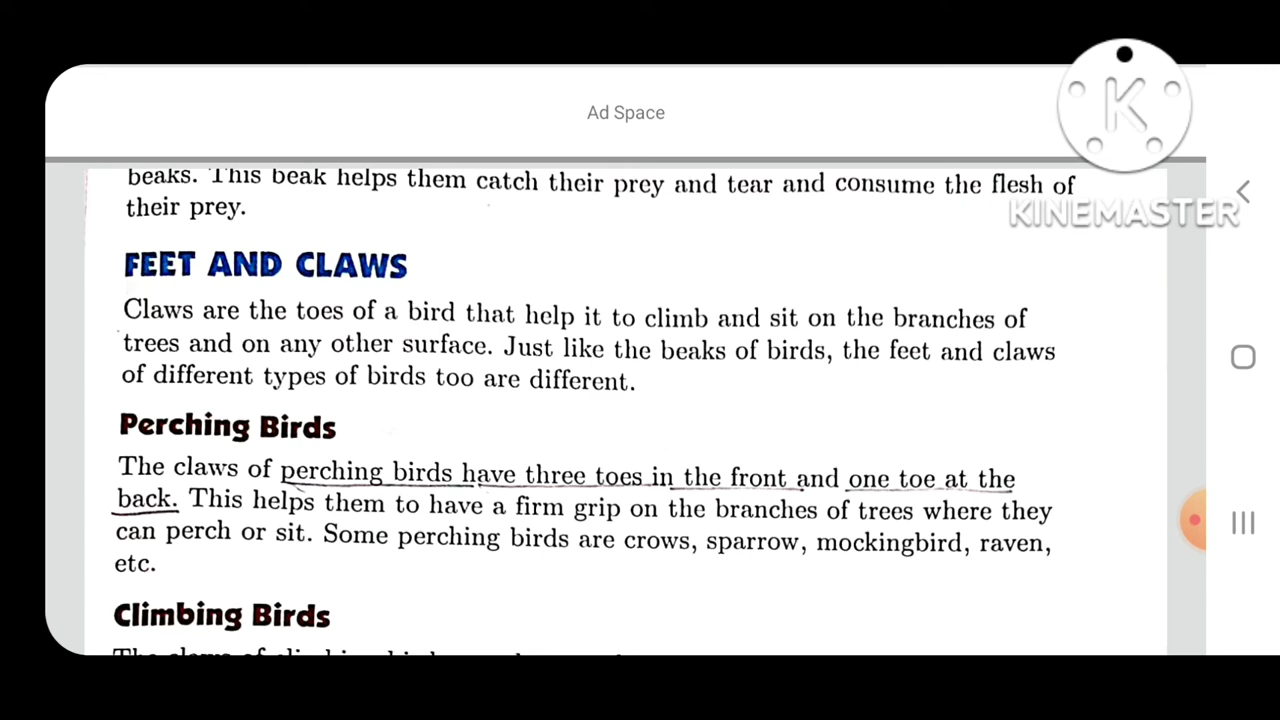 Ad Space
KINEMASTER
beaks. This beak helps them catch their prey and tear and consume the flesh of
their prey.
FEET AND CLAWS
Claws are the toes of a bird that help it to climb and sit on the branches of
trees and on any other surface. Just like the beaks of birds, the feet and claws
of different types of birds too are different.
Perching Birds
The claws of perching birds have three toes in the front and one toe at the
back. This helps them to have a firm grip on the branches of trees where they
can perch or sit. Some perching birds are crows, sparrow, mockingbird, raven,
etc.
Climbing Birds
The claws of climbing birds